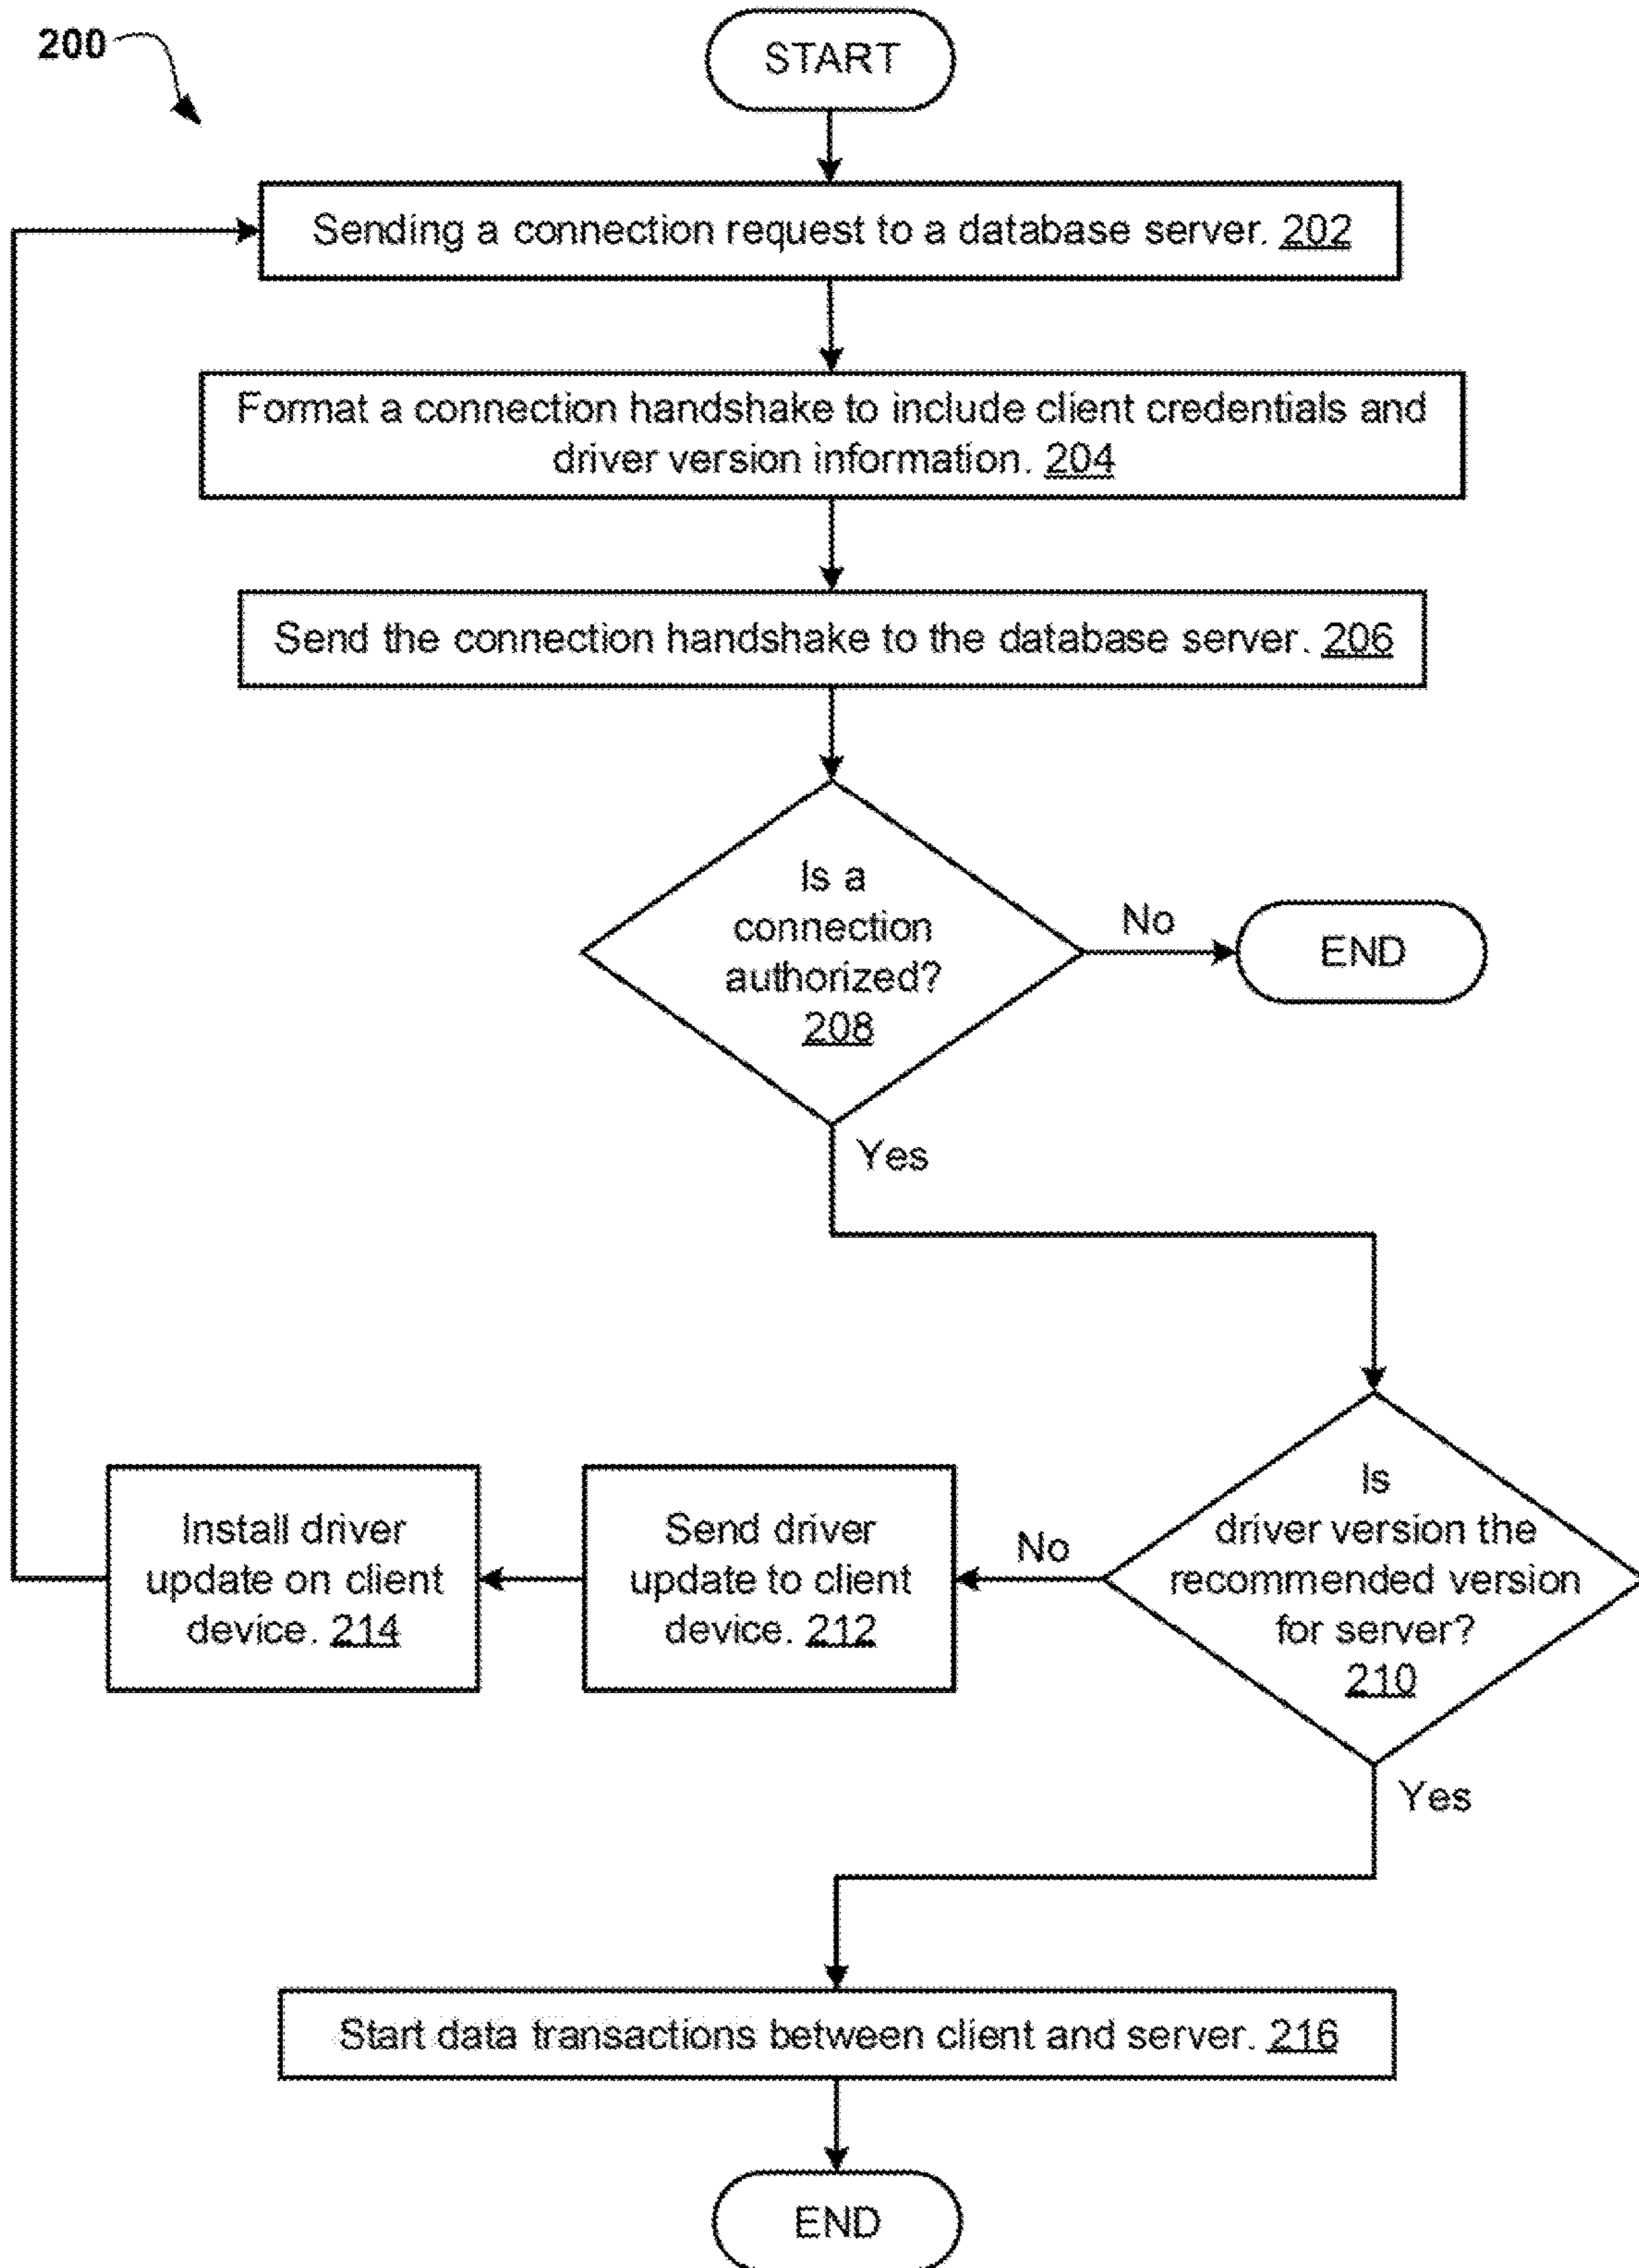 200
START
Sending a connection request to a database server. 202
Format a connection handshake to include client credentials and
driver version information. 204
Send the connection handshake to the database server. 206
Is a
connection
authorized?
208
No
END
Yes
Is
driver version the
recommended version
for server?
210
No
Send driver
update to client
device. 212
Install driver
update on client
device. 214
Yes
Start data transactions between client and server. 216
END